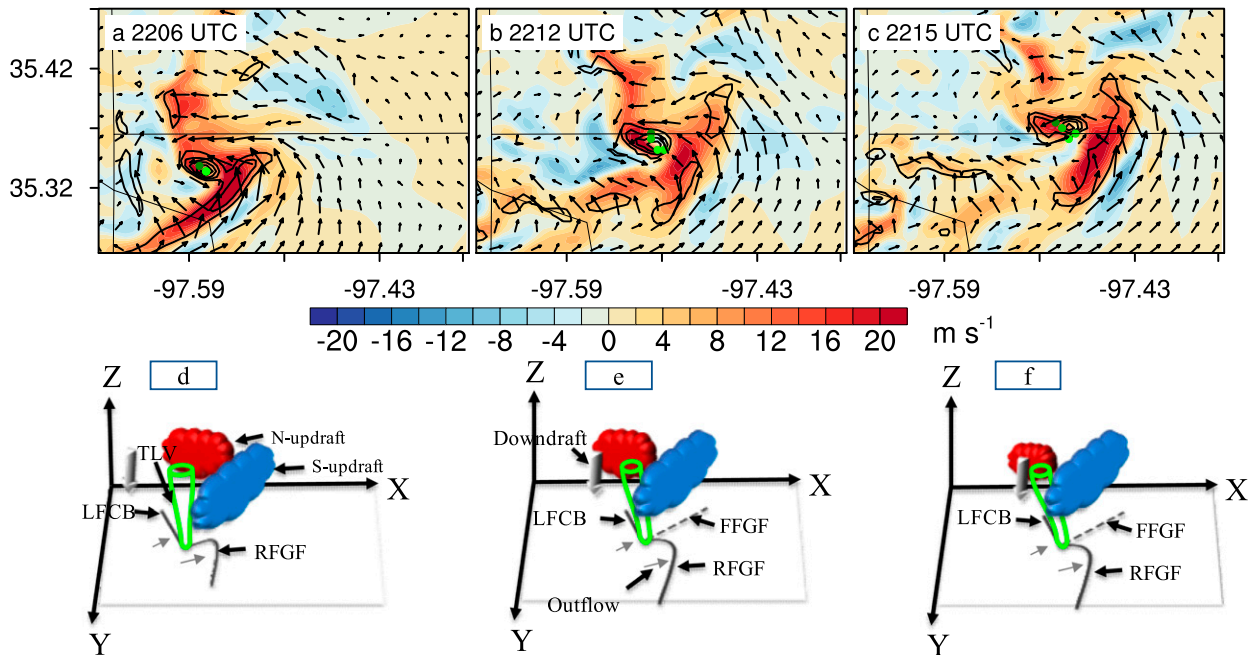 a 2206 UTC
b 2212 UTC
c 2215 UTC
35.42
35.32
-97.59 -97.43
-97.59 -97.43
-97.59 -97.43
-20 -16 -12 -8 -4 0 4 8 12 16 20 m s⁻¹
d
Z
N-updraft
TLV
S-updraft
X
LFCB
RFGF
Y
e
Z
Downdraft
X
LFCB
FFGF
RFGF
Outflow
Y
f
Z
X
LFCB
FFGF
RFGF
Y